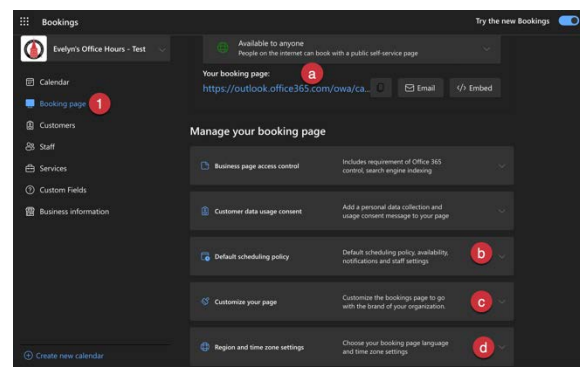 Bookings
Try the new Bookings
Evelyn's Office Hours - Test
Calendar
Booking page
1
Customers
Staff
Services
Custom Fields
Business information
Create new calendar
Available to anyone
People on the internet can book with a public self-service page
Your booking page:
a
https://outlook.office365.com/owa/ca...
Email
</> Embed
Manage your booking page
Business page access control
Includes requirement of Office 365
control, search engine indexing
Customer data usage consent
Add a personal data collection and
usage consent message to your page
Default scheduling policy
Default scheduling policy, availability,
notifications and staff settings
b
Customize your page
Customize the bookings page to go
with the brand of your organization.
c
Region and time zone settings
Choose your booking page language
and time zone settings
d